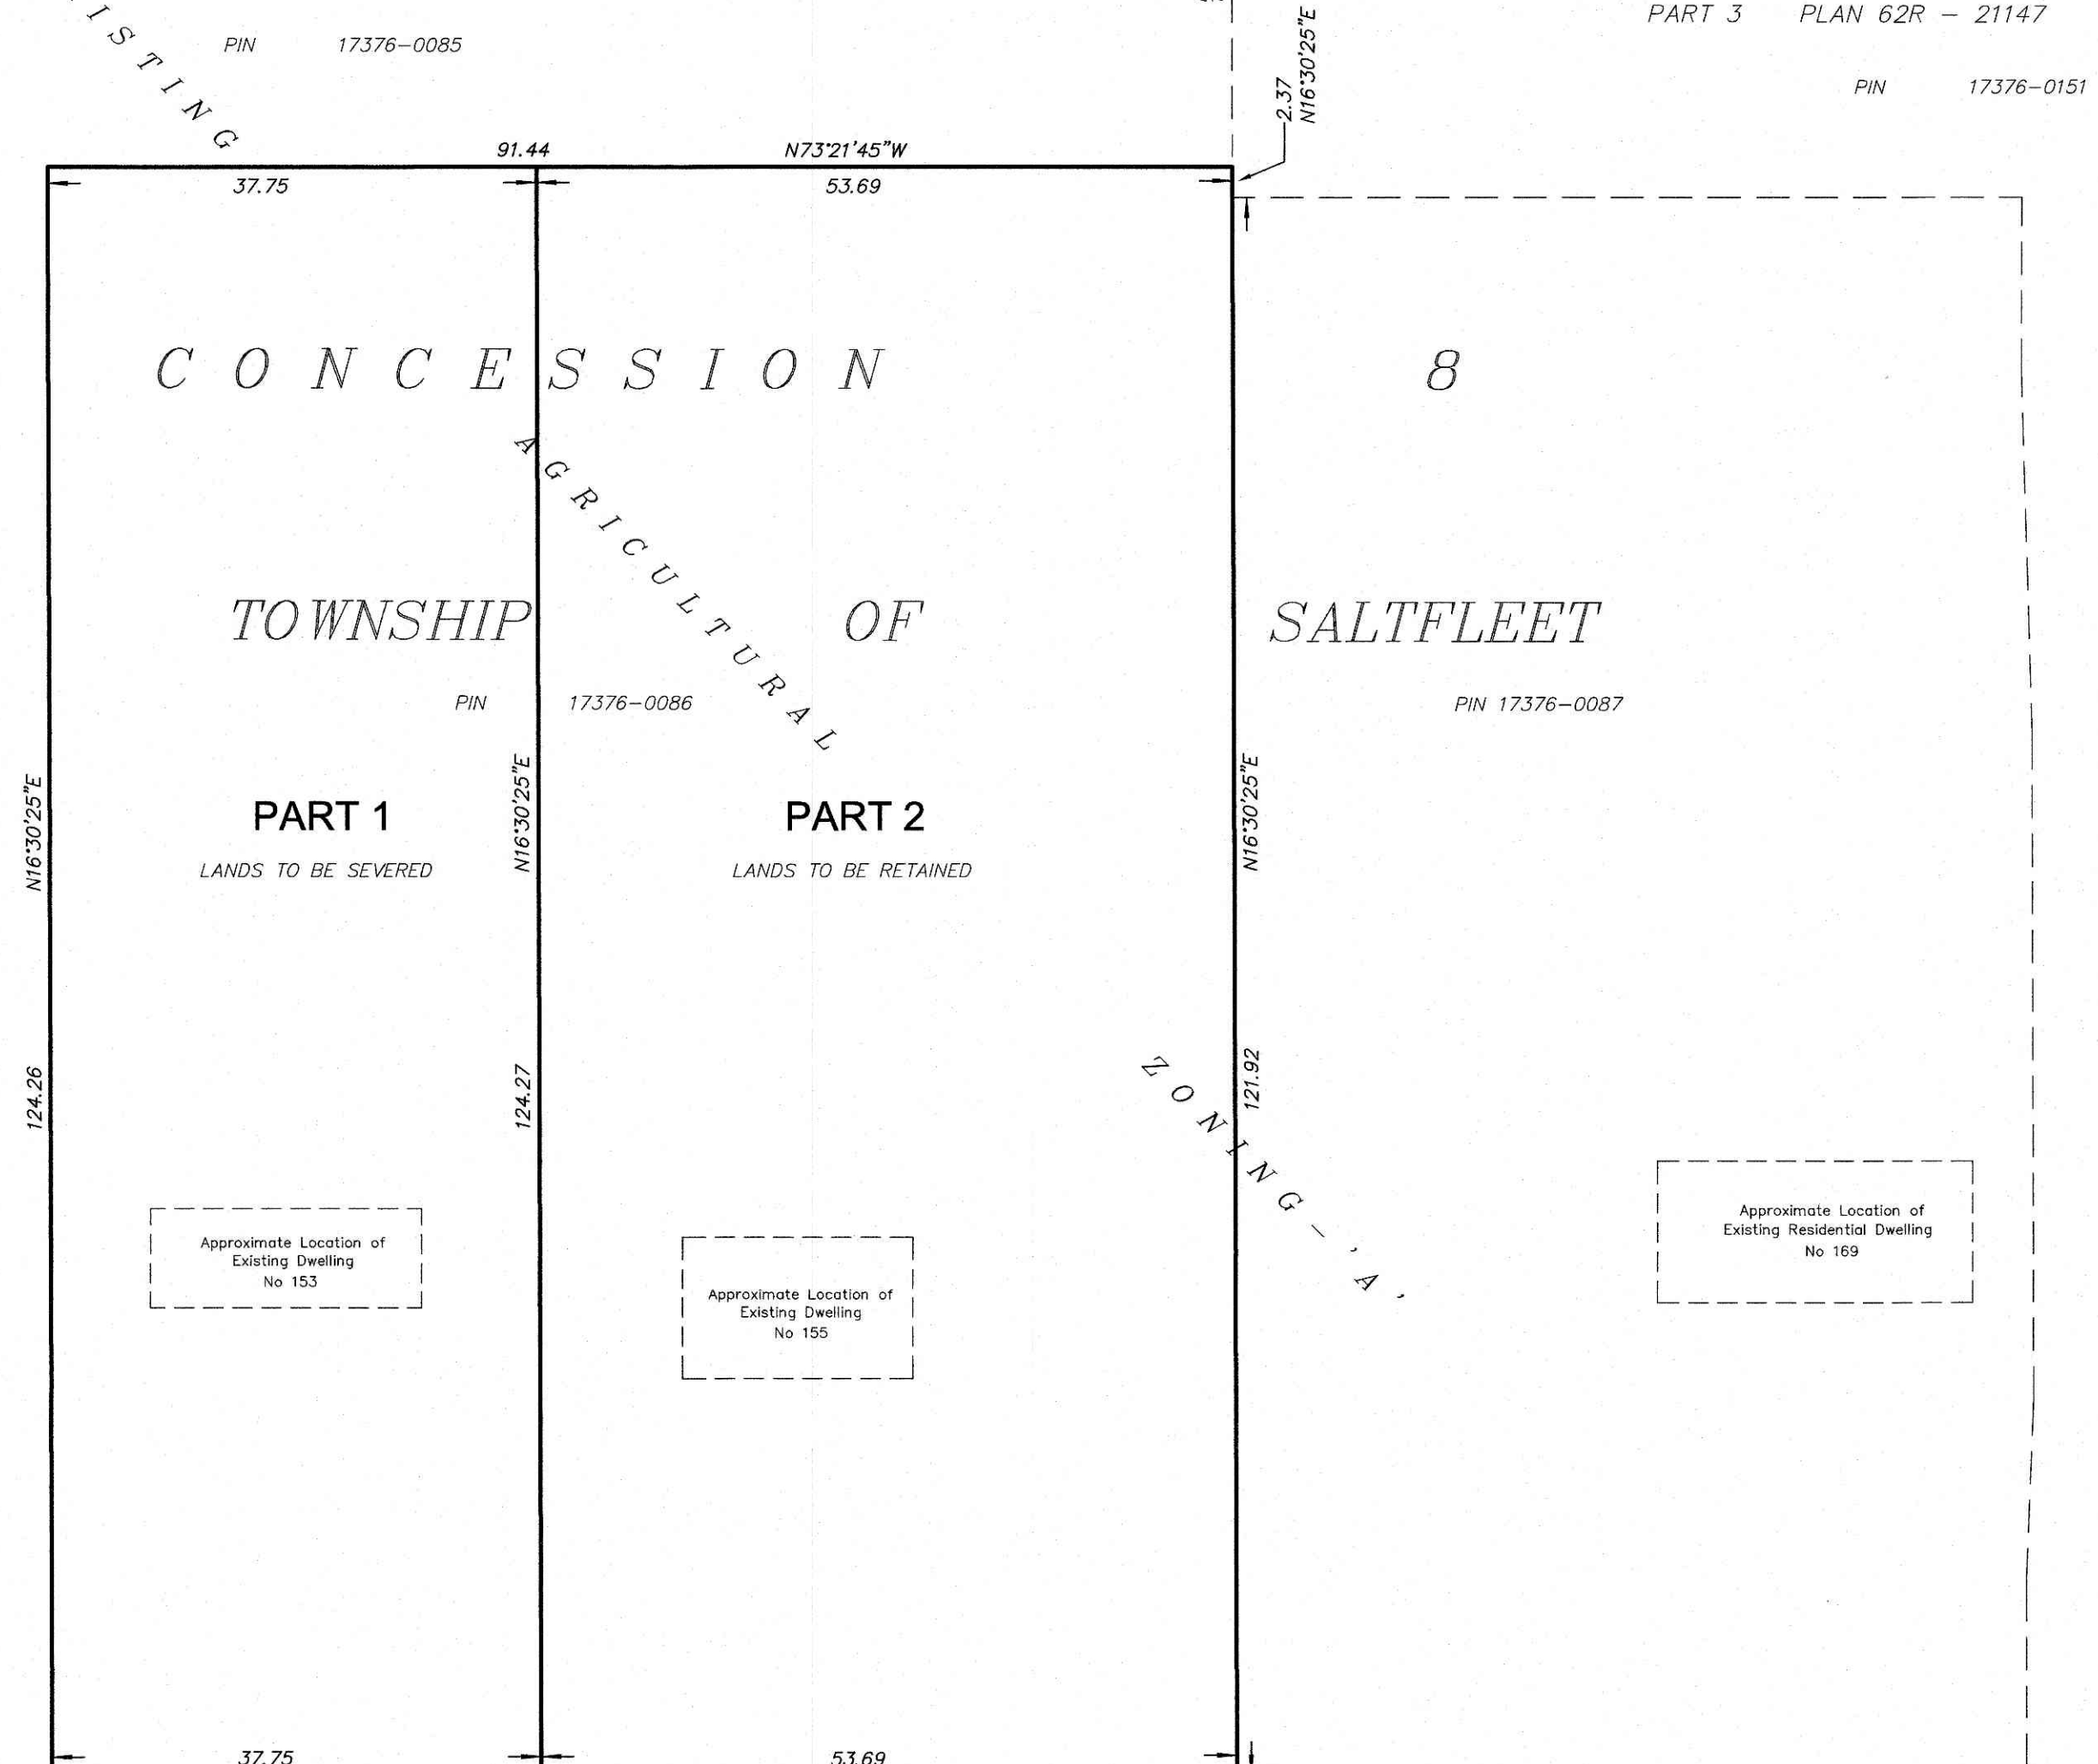 PART 3 PLAN 62R - 21147
PIN 17376-0085
ISTING
PIN 17376-0151
2.37
N16°30'25"E
91.44 N73°21'45"W
37.75 53.69
CONCESSION 8
AGRICULTURAL
TOWNSHIP OF SALTFLEET
PIN 17376-0086
PIN 17376-0087
N16°30'25"E
N16°30'25"E
N16°30'25"E
PART 1
LANDS TO BE SEVERED
PART 2
LANDS TO BE RETAINED
124.26
124.27
121.92
ZONING - 'A'
Approximate Location of
Existing Dwelling
No 153
Approximate Location of
Existing Dwelling
No 155
Approximate Location of
Existing Residential Dwelling
No 169
37.75 53.69